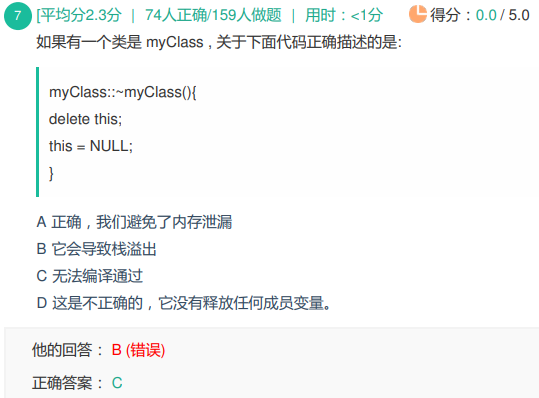 7 [平均分2.3分 | 74人正确/159人做题 | 用时：<1分 得分：0.0 / 5.0
如果有一个类是 myClass , 关于下面代码正确描述的是:
myClass::~myClass(){
delete this;
this = NULL;
}
A 正确，我们避免了内存泄漏
B 它会导致栈溢出
C 无法编译通过
D 这是不正确的，它没有释放任何成员变量。
他的回答： B (错误)
正确答案： C